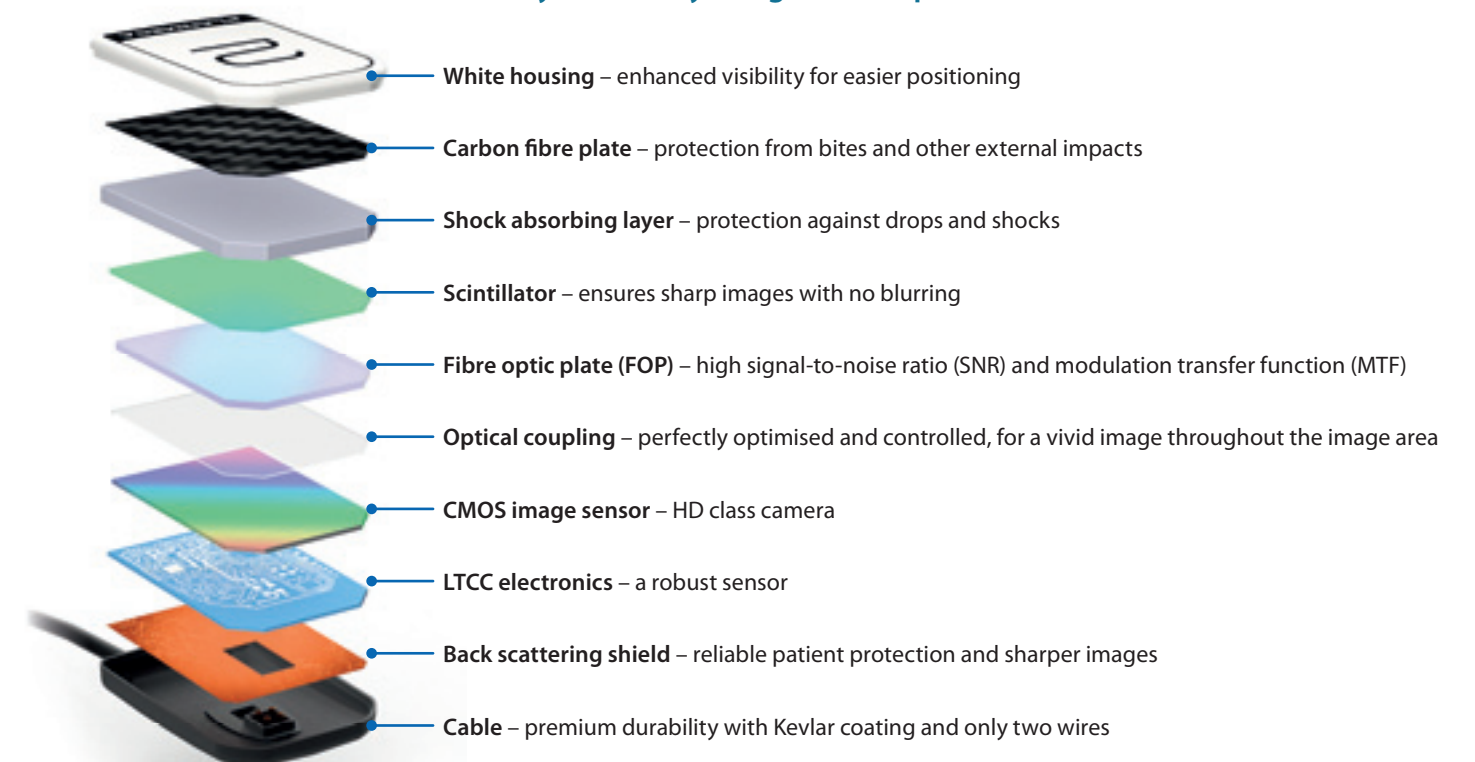 White housing – enhanced visibility for easier positioning
Carbon fibre plate – protection from bites and other external impacts
Shock absorbing layer – protection against drops and shocks
Scintillator – ensures sharp images with no blurring
Fibre optic plate (FOP) – high signal-to-noise ratio (SNR) and modulation transfer function (MTF)
Optical coupling – perfectly optimised and controlled, for a vivid image throughout the image area
CMOS image sensor – HD class camera
LTCC electronics – a robust sensor
Back scattering shield – reliable patient protection and sharper images
Cable – premium durability with Kevlar coating and only two wires